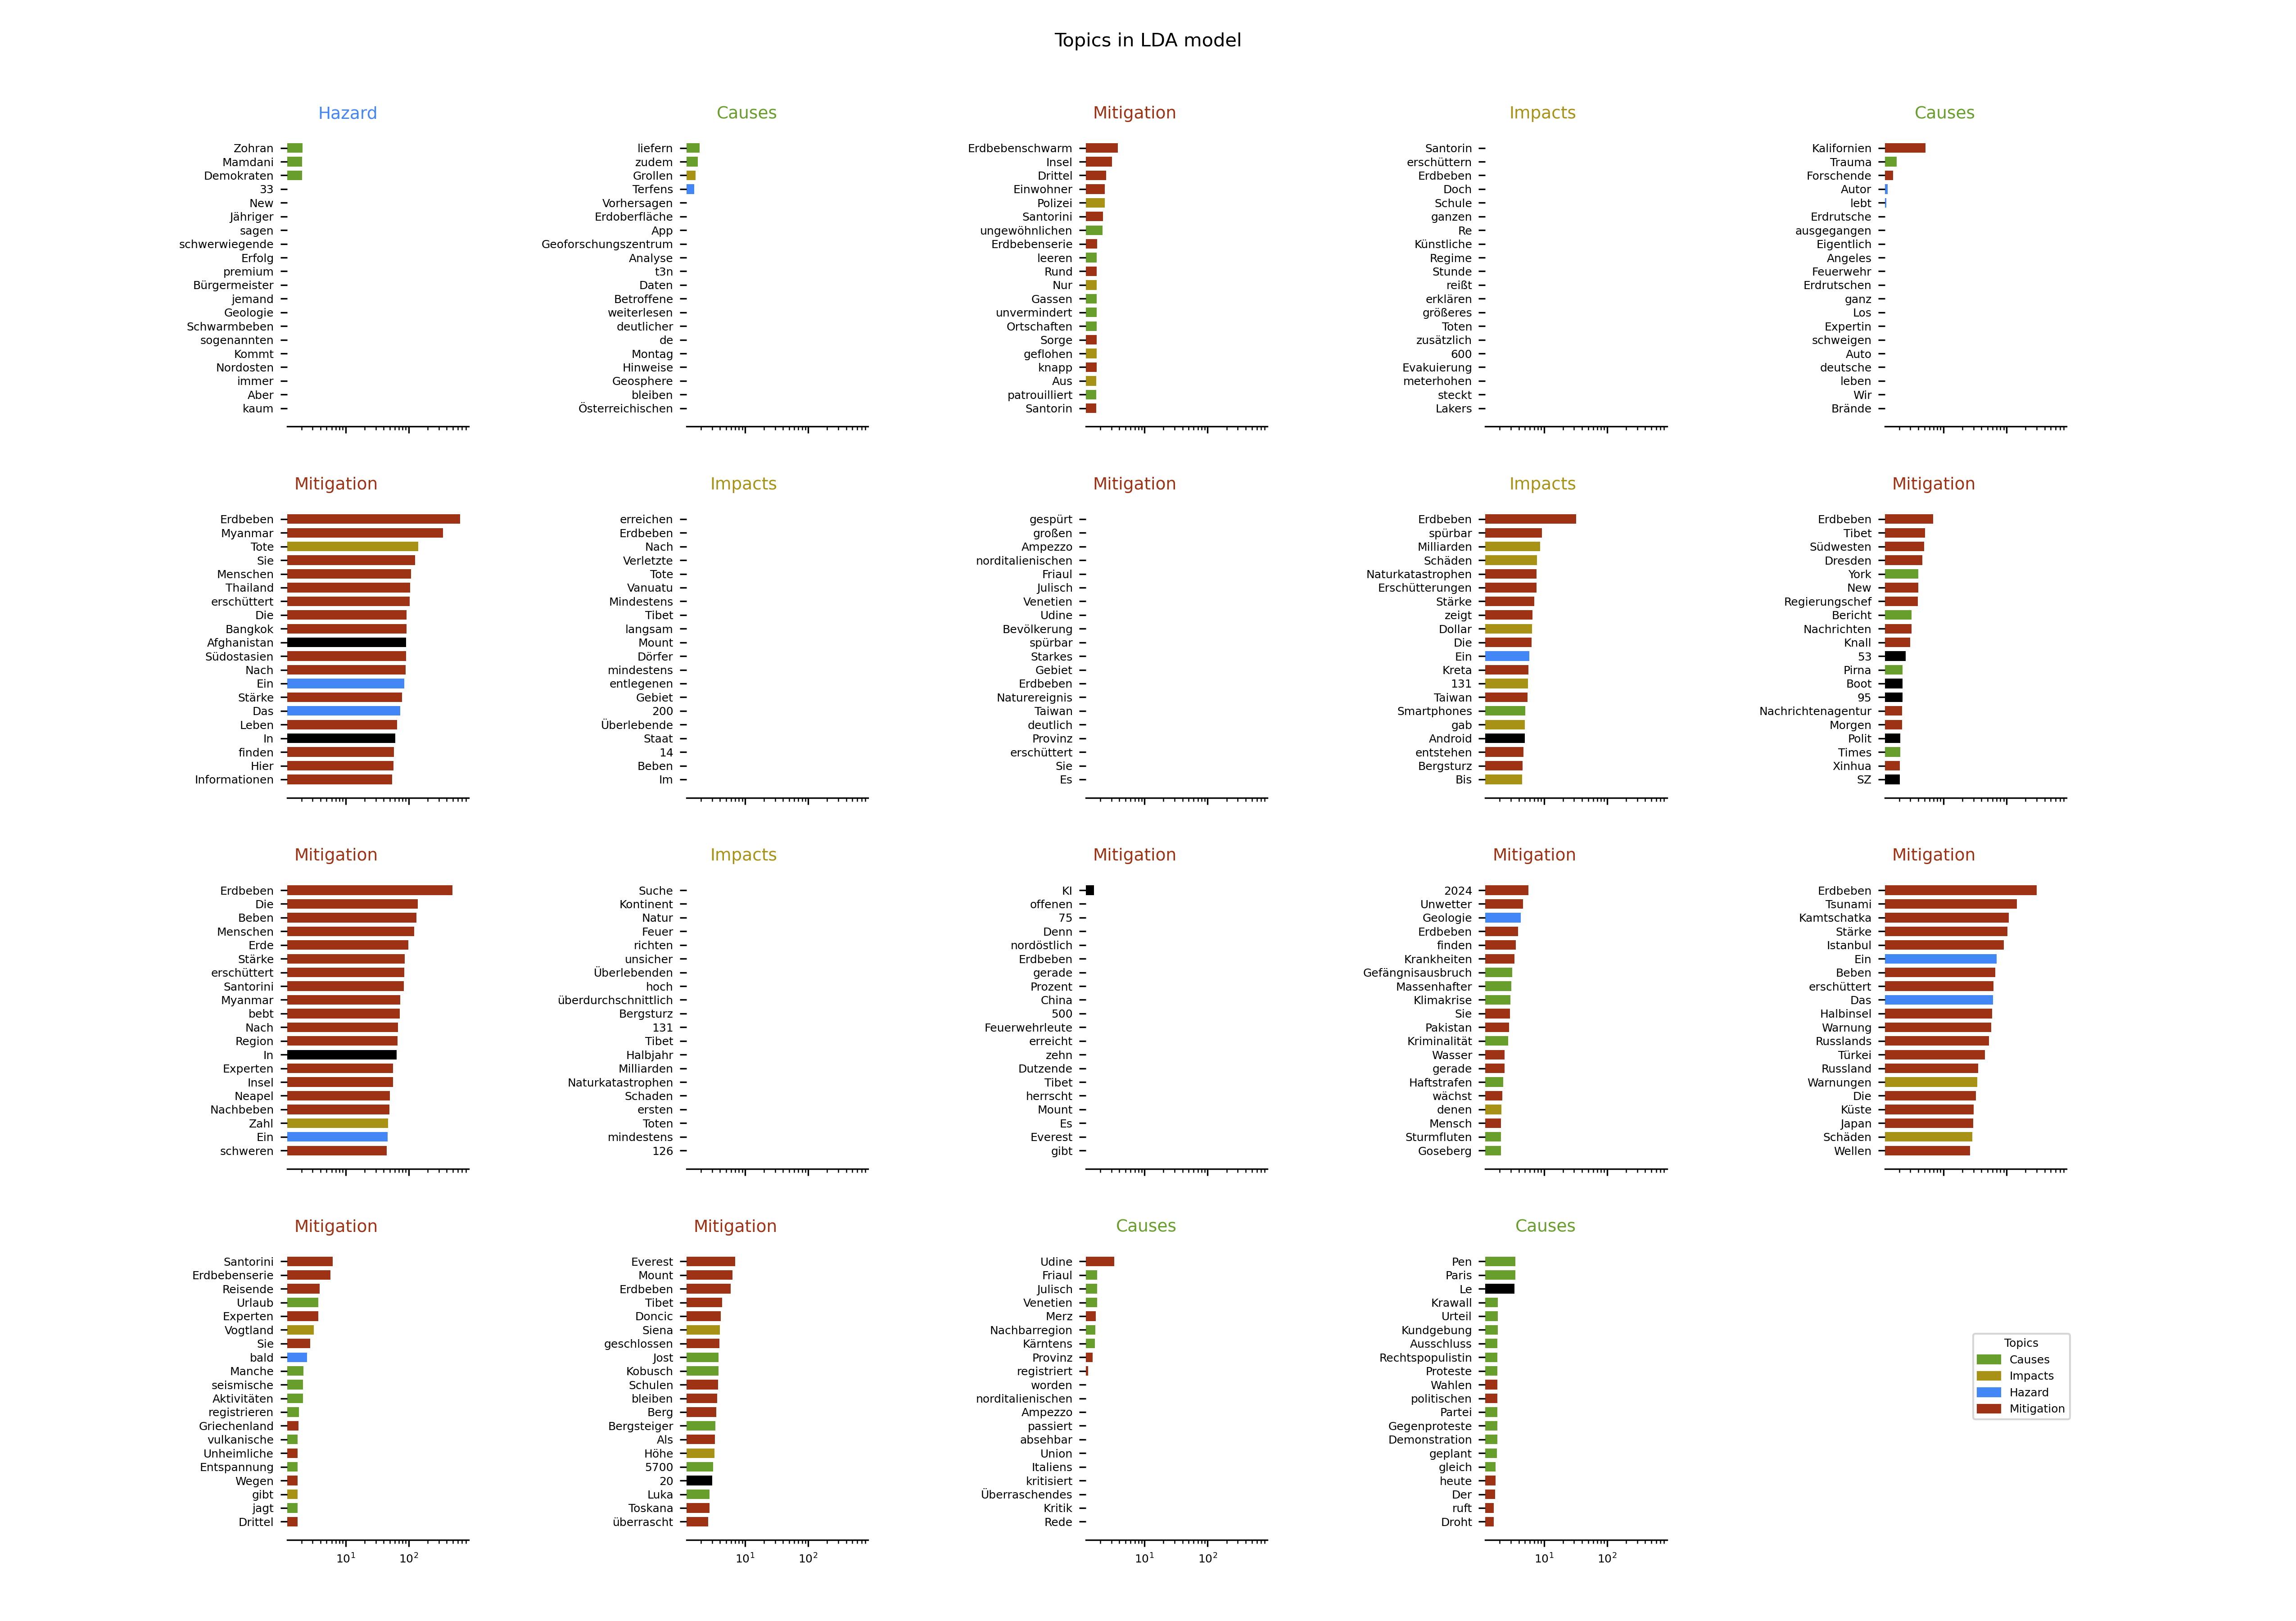 Topics in LDA model
Hazard
Zohran
Mamdani
Demokraten
33
New
Jähriger
sagen
schwerwiegende
Erfolg
premium
Bürgermeister
jemand
Geologie
Schwarmbeben
sogenannten
Kommt
Nordosten
immer
Aber
kaum
Causes
liefern
zudem
Grollen
Terfens
Vorhersagen
Erdoberfläche
App
Geoforschungszentrum
Analyse
t3n
Daten
Betroffene
weiterlesen
deutlicher
de
Montag
Hinweise
Geosphere
bleiben
Österreichischen
Mitigation
Erdbebenschwarm
Insel
Drittel
Einwohner
Polizei
Santorini
ungewöhnlichen
Erdbebenserie
leeren
Rund
Nur
Gassen
unvermindert
Ortschaften
Sorge
geflohen
knapp
Aus
patrouilliert
Santorin
Impacts
Santorin
erschüttern
Erdbeben
Doch
Schule
ganzen
Re
Künstliche
Regime
Stunde
reißt
erklären
größeres
Toten
zusätzlich
600
Evakuierung
meterhohen
steckt
Lakers
Causes
Kalifornien
Trauma
Forschende
Autor
lebt
Erdrutsche
ausgegangen
Eigentlich
Angeles
Feuerwehr
Erdrutschen
ganz
Los
Expertin
schweigen
Auto
deutsche
leben
Wir
Brände
Mitigation
Erdbeben
Myanmar
Tote
Sie
Menschen
Thailand
erschüttert
Die
Bangkok
Afghanistan
Südostasien
Nach
Ein
Stärke
Das
Leben
In
finden
Hier
Informationen
Impacts
erreichen
Erdbeben
Nach
Verletzte
Tote
Vanuatu
Mindestens
Tibet
langsam
Mount
Dörfer
mindestens
entlegenen
Gebiet
200
Überlebende
Staat
14
Beben
Im
Mitigation
gespürt
großen
Ampezzo
norditalienischen
Friaul
Julisch
Venetien
Udine
Bevölkerung
spürbar
Starkes
Gebiet
Erdbeben
Naturereignis
Taiwan
deutlich
Provinz
erschüttert
Sie
Es
Impacts
Erdbeben
spürbar
Milliarden
Schäden
Naturkatastrophen
Erschütterungen
Stärke
zeigt
Dollar
Die
Ein
Kreta
131
Taiwan
Smartphones
gab
Android
entstehen
Bergsturz
Bis
Mitigation
Erdbeben
Tibet
Südwesten
Dresden
York
New
Regierungschef
Bericht
Nachrichten
Knall
53
Pirna
Boot
95
Nachrichtenagentur
Morgen
Polit
Times
Xinhua
SZ
Mitigation
Erdbeben
Die
Beben
Menschen
Erde
Stärke
erschüttert
Santorini
Myanmar
bebt
Nach
Region
In
Experten
Insel
Neapel
Nachbeben
Zahl
Ein
schweren
Impacts
Suche
Kontinent
Natur
Feuer
richten
unsicher
Überlebenden
hoch
überdurchschnittlich
Bergsturz
131
Tibet
Halbjahr
Milliarden
Naturkatastrophen
Schaden
ersten
Toten
mindestens
126
Mitigation
KI
offenen
75
Denn
nordöstlich
Erdbeben
gerade
Prozent
China
500
Feuerwehrleute
erreicht
zehn
Dutzende
Tibet
herrscht
Mount
Es
Everest
gibt
Mitigation
2024
Unwetter
Geologie
Erdbeben
finden
Krankheiten
Gefängnisausbruch
Massenhafter
Klimakrise
Sie
Pakistan
Kriminalität
Wasser
gerade
Haftstrafen
wächst
denen
Mensch
Sturmfluten
Goseberg
Mitigation
Erdbeben
Tsunami
Kamtschatka
Stärke
Istanbul
Ein
Beben
erschüttert
Das
Halbinsel
Warnung
Russlands
Türkei
Russland
Warnungen
Die
Küste
Japan
Schäden
Wellen
Mitigation
Santorini
Erdbebenserie
Reisende
Urlaub
Experten
Vogtland
Sie
bald
Manche
seismische
Aktivitäten
registrieren
Griechenland
vulkanische
Unheimliche
Entspannung
Wegen
gibt
jagt
Drittel
10¹ 10²
Mitigation
Everest
Mount
Erdbeben
Tibet
Doncic
Siena
geschlossen
Jost
Kobusch
Schulen
bleiben
Berg
Bergsteiger
Als
Höhe
5700
20
Luka
Toskana
überrascht
10¹ 10²
Causes
Udine
Friaul
Julisch
Venetien
Merz
Nachbarregion
Kärntens
Provinz
registriert
worden
norditalienischen
Ampezzo
passiert
absehbar
Union
Italiens
kritisiert
Überraschendes
Kritik
Rede
10¹ 10²
Causes
Pen
Paris
Le
Krawall
Urteil
Kundgebung
Ausschluss
Rechtspopulistin
Proteste
Wahlen
politischen
Partei
Gegenproteste
Demonstration
geplant
gleich
heute
Der
ruft
Droht
10¹ 10²
Topics
Causes
Impacts
Hazard
Mitigation